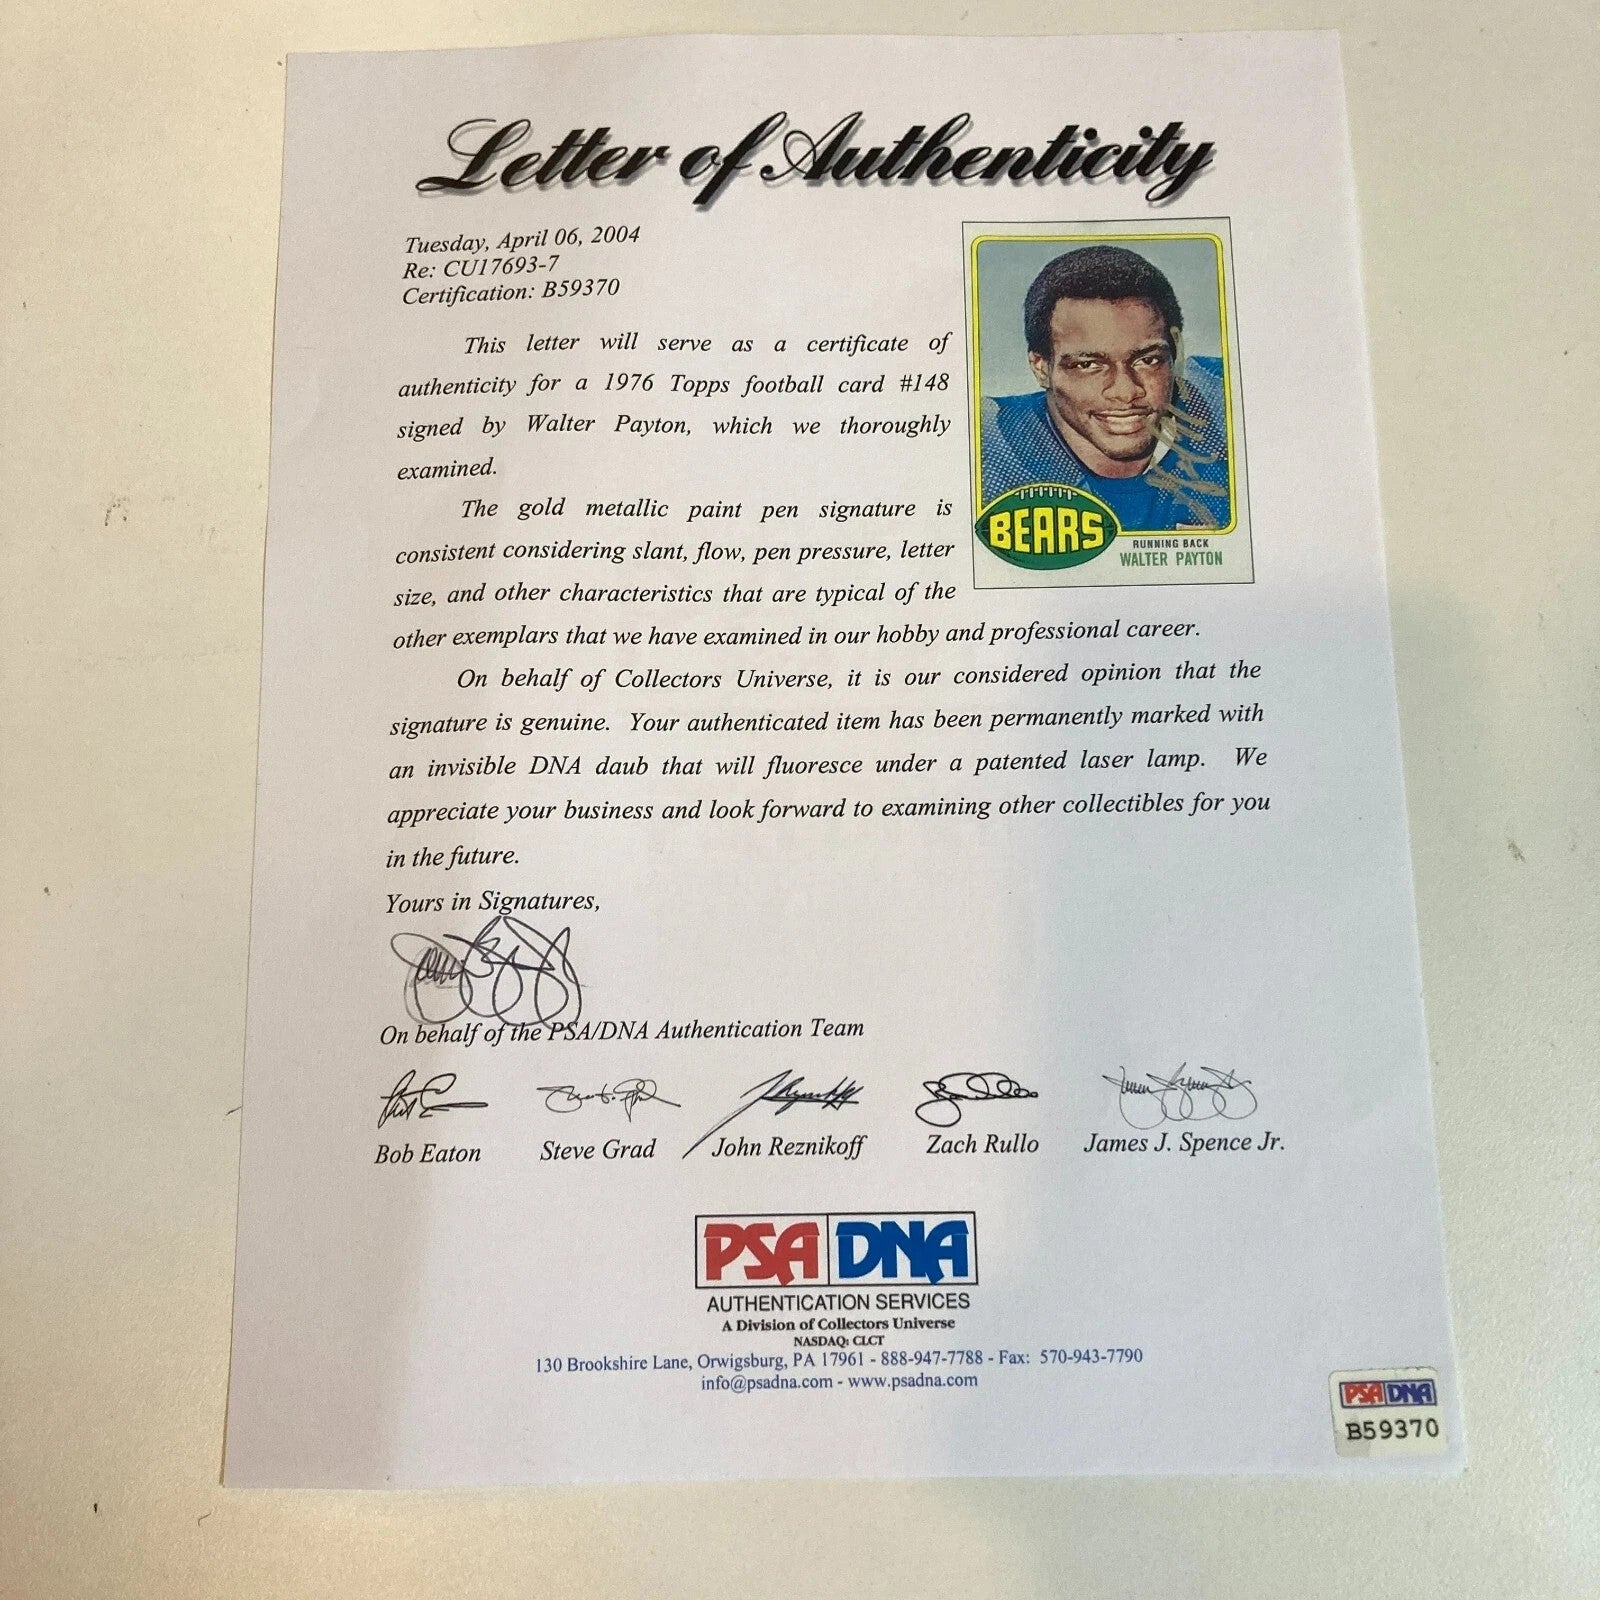 Letter of Authenticity
Tuesday, April 06, 2004
Re: CU17693-7
Certification: B59370
This letter will serve as a certificate of
authenticity for a 1976 Topps football card #148
signed by Walter Payton, which we thoroughly
examined.
The gold metallic paint pen signature is
consistent considering slant, flow, pen pressure, letter
size, and other characteristics that are typical of the
other exemplars that we have examined in our hobby and professional career.
BEARS
RUNNING BACK
WALTER PAYTON
On behalf of Collectors Universe, it is our considered opinion that the
signature is genuine. Your authenticated item has been permanently marked with
an invisible DNA daub that will fluoresce under a patented laser lamp. We
appreciate your business and look forward to examining other collectibles for you
in the future.
Yours in Signatures,
On behalf of the PSA/DNA Authentication Team
Bob Eaton Steve Grad John Reznikoff Zach Rullo James J. Spence Jr.
PSA DNA
AUTHENTICATION SERVICES
A Division of Collectors Universe
NASDAQ: CLCT
130 Brookshire Lane, Orwigsburg, PA 17961 - 888-947-7788 - Fax: 570-943-7790
info@psadna.com - www.psadna.com
PSA DNA
B59370